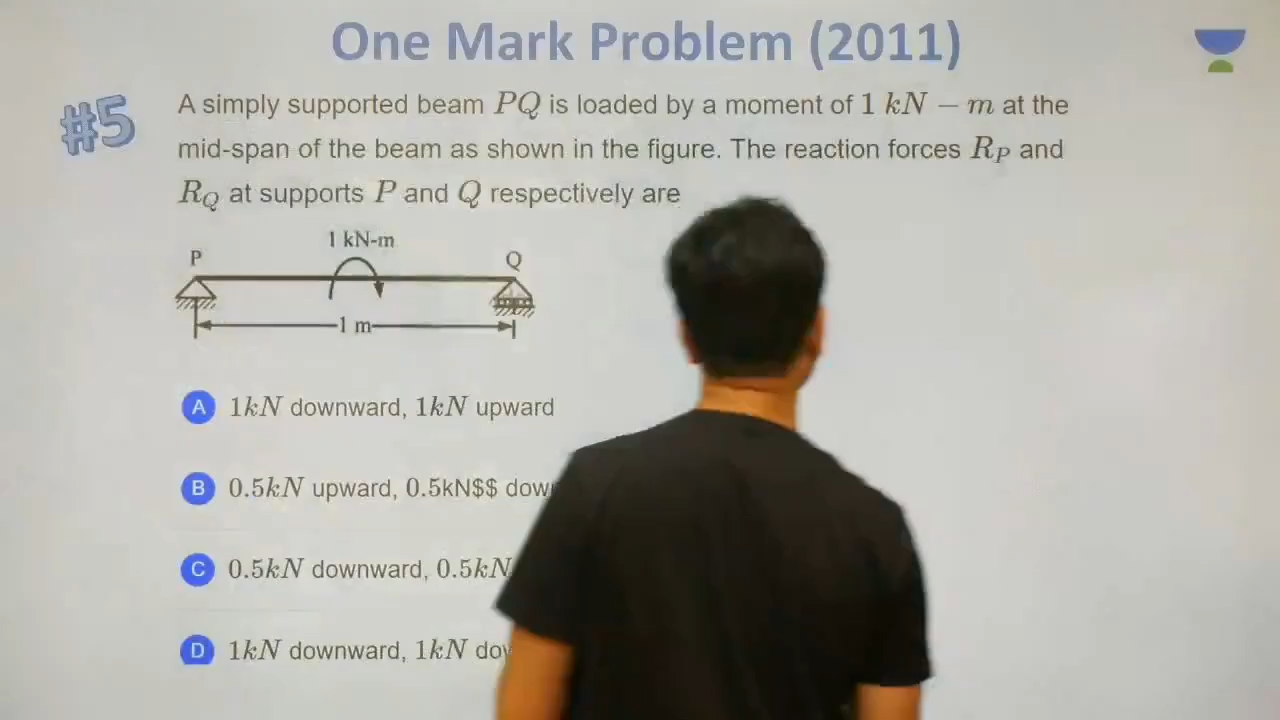 One Mark Problem (2011)
#5
A simply supported beam PQ is loaded by a moment of 1 kN − m at the
mid-span of the beam as shown in the figure. The reaction forces R_P and
R_Q at supports P and Q respectively are
1 kN-m
P
Q
1 m
A 1kN downward, 1kN upward
B 0.5kN upward, 0.5kN$$
C 0.5kN downward, 0.5kN
D 1kN downward, 1kN